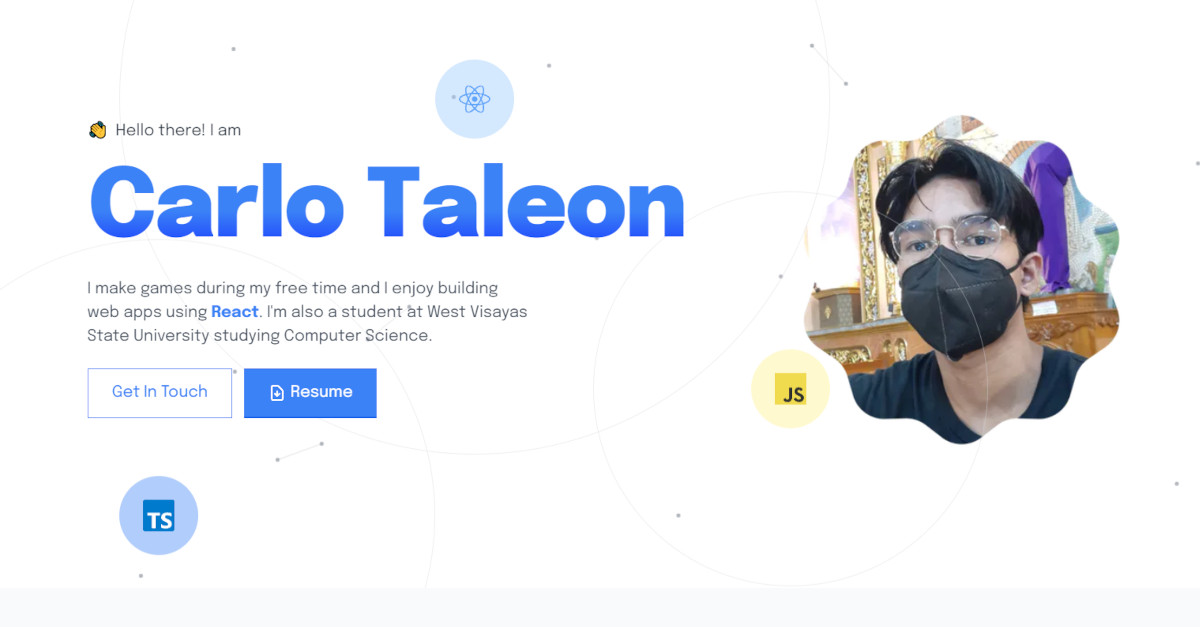 👋 Hello there! I am
Carlo Taleon
I make games during my free time and I enjoy building
web apps using React. I'm also a student at West Visayas
State University studying Computer Science.
Get In Touch
Resume
JS
TS